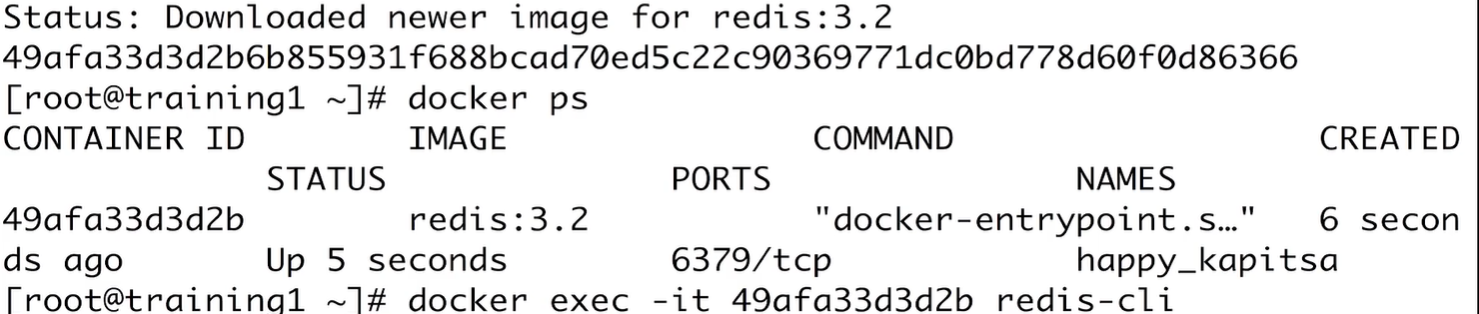 Status: Downloaded newer image for redis:3.2
49afa33d3d2b6b855931f688bcad70ed5c22c90369771dc0bd778d60f0d86366
[root@training1 ~]# docker ps
CONTAINER ID        IMAGE               COMMAND                  CREATED
             STATUS              PORTS               NAMES
49afa33d3d2b        redis:3.2           "docker-entrypoint.s…"   6 secon
ds ago       Up 5 seconds        6379/tcp            happy_kapitsa
[root@training1 ~]# docker exec -it 49afa33d3d2b redis-cli